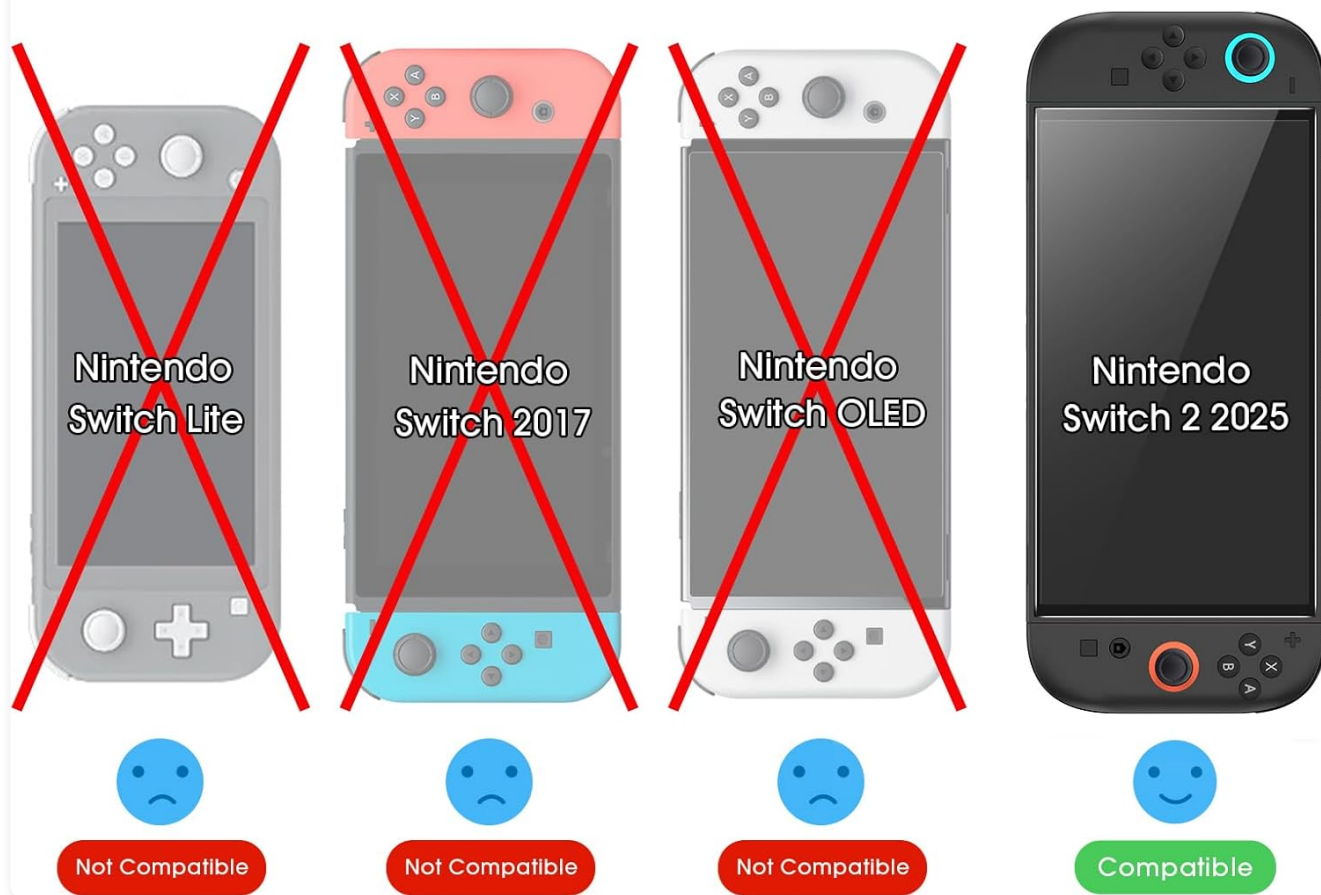 Nintendo
Switch Lite
Nintendo
Switch 2017
Nintendo
Switch OLED
Nintendo
Switch 2 2025
A
X
B
Y
A
X
B
Y
Y
X
B
A
Not Compatible
Not Compatible
Not Compatible
Compatible